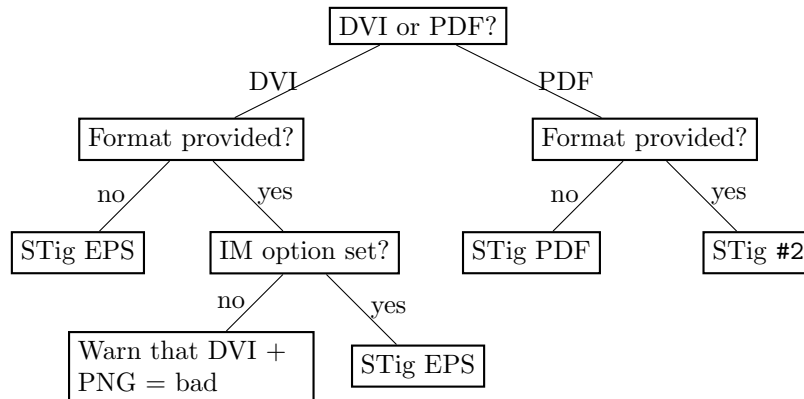 DVI or PDF?
DVI
PDF
Format provided?
Format provided?
no
yes
no
yes
STig EPS
IM option set?
STig PDF
STig #2
no
yes
Warn that DVI +
PNG = bad
STig EPS